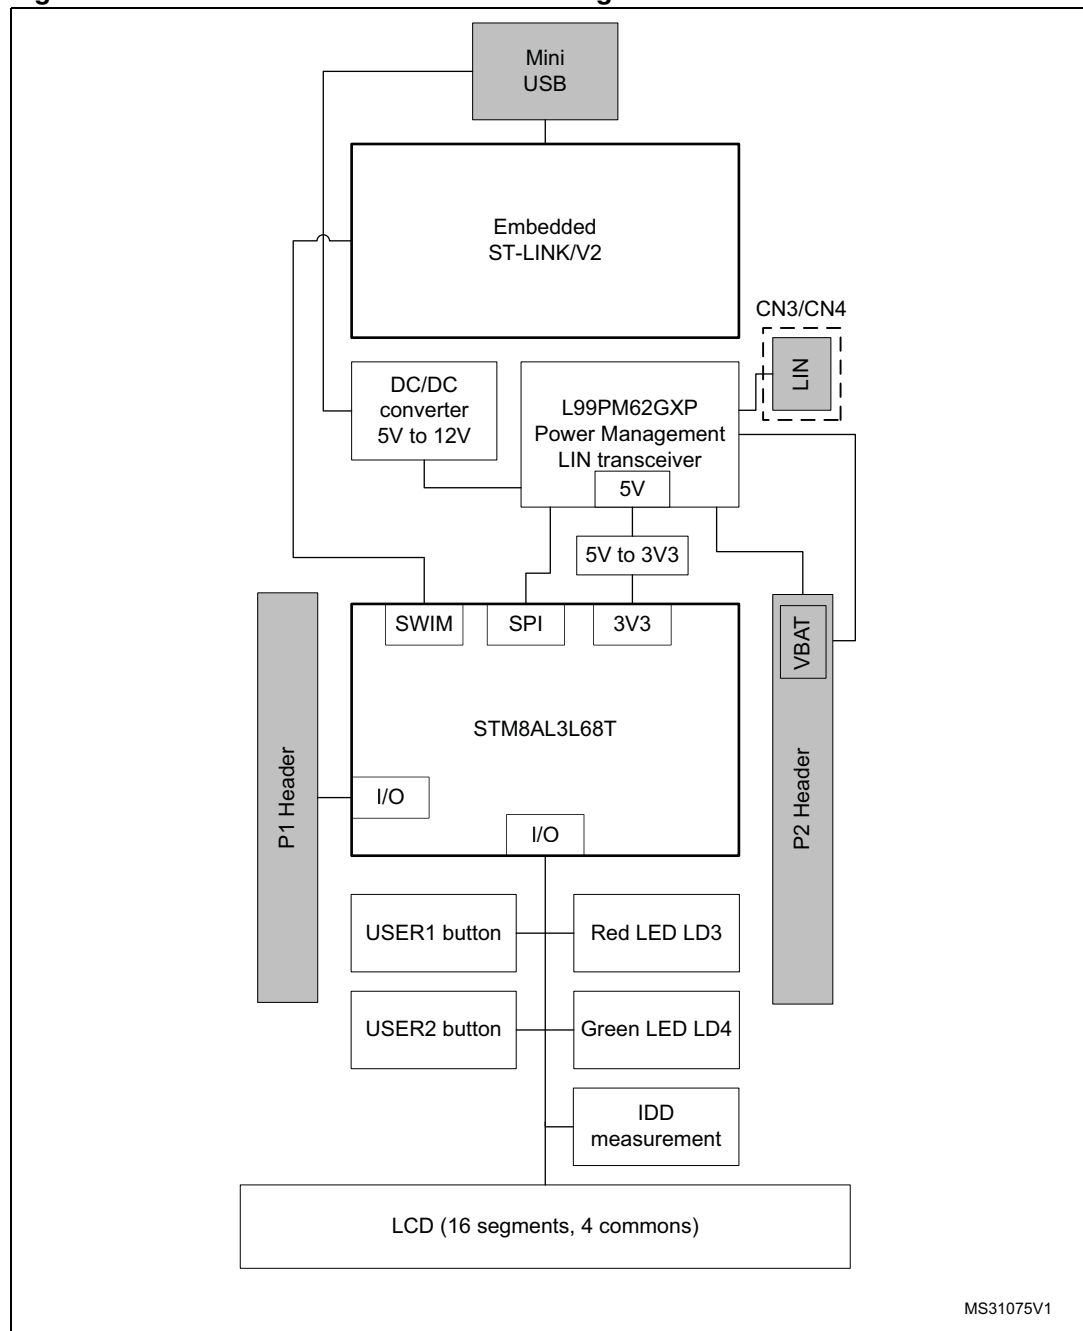 Mini
USB
Embedded
ST-LINK/V2
CN3/CN4
LIN
DC/DC
converter
5V to 12V
L99PM62GXP
Power Management
LIN transceiver
5V
5V to 3V3
SWIM
SPI
3V3
VBAT
STM8AL3L68T
P1 Header
I/O
P2 Header
I/O
USER1 button
Red LED LD3
USER2 button
Green LED LD4
IDD
measurement
LCD (16 segments, 4 commons)
MS31075V1